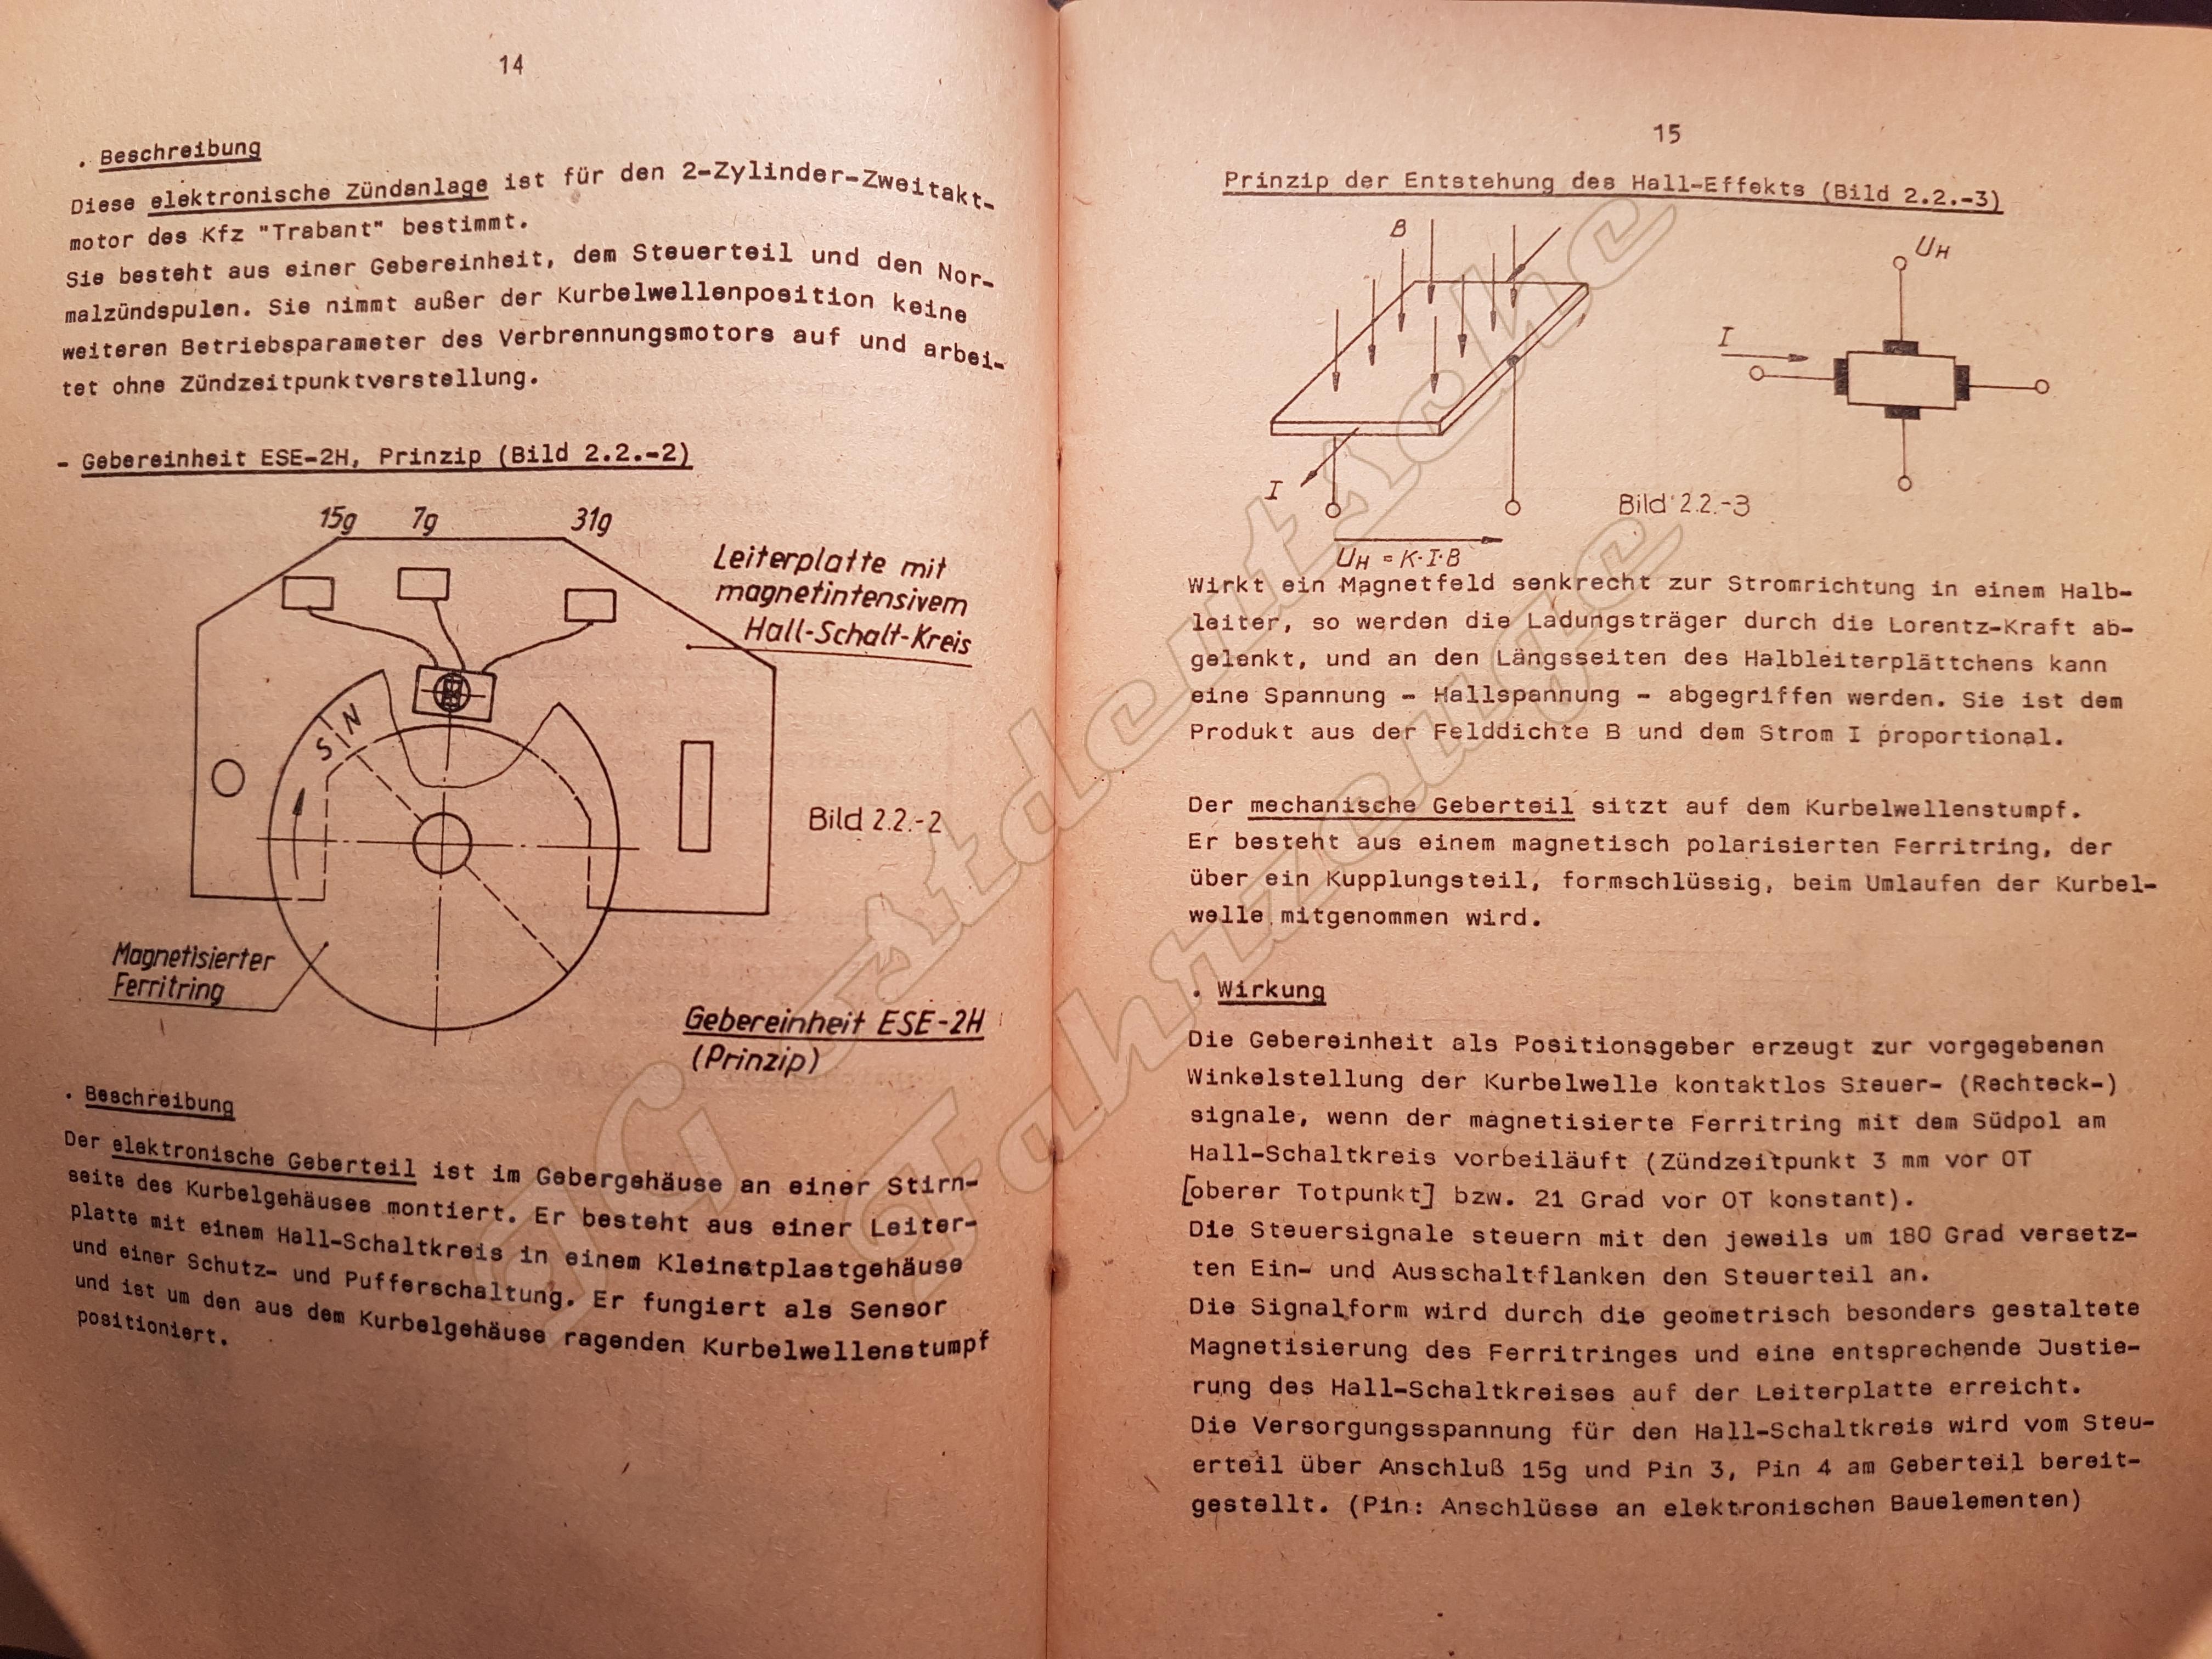 14
. Beschreibung
Diese elektronische Zündanlage ist für den 2-Zylinder-Zweitakt-
motor des Kfz "Trabant" bestimmt.
Sie besteht aus einer Gebereinheit, dem Steuerteil und den Nor-
malzündspulen. Sie nimmt außer der Kurbelwellenposition keine
weiteren Betriebsparameter des Verbrennungsmotors auf und arbei-
tet ohne Zündzeitpunktverstellung.
- Gebereinheit ESE-2H, Prinzip (Bild 2.2.-2)
15g 7g 31g
Leiterplatte mit
magnetintensivem
Hall-Schalt-Kreis
S N
Bild 2.2.-2
Magnetisierter
Ferritring
Gebereinheit ESE-2H
(Prinzip)
. Beschreibung
Der elektronische Geberteil ist im Gebergehäuse an einer Stirn-
seite des Kurbelgehäuses montiert. Er besteht aus einer Leiter-
platte mit einem Hall-Schaltkreis in einem Kleinstplastgehäuse
und einer Schutz- und Pufferschaltung. Er fungiert als Sensor
und ist um den aus dem Kurbelgehäuse ragenden Kurbelwellenstumpf
positioniert.
15
Prinzip der Entstehung des Hall-Effekts (Bild 2.2.-3)
B
UH
I
I
Bild 2.2.-3
UH = K·I·B
Wirkt ein Magnetfeld senkrecht zur Stromrichtung in einem Halb-
leiter, so werden die Ladungsträger durch die Lorentz-Kraft ab-
gelenkt, und an den Längsseiten des Halbleiterplättchens kann
eine Spannung - Hallspannung - abgegriffen werden. Sie ist dem
Produkt aus der Felddichte B und dem Strom I proportional.
Der mechanische Geberteil sitzt auf dem Kurbelwellenstumpf.
Er besteht aus einem magnetisch polarisierten Ferritring, der
über ein Kupplungsteil, formschlüssig, beim Umlaufen der Kurbel-
welle mitgenommen wird.
. Wirkung
Die Gebereinheit als Positionsgeber erzeugt zur vorgegebenen
Winkelstellung der Kurbelwelle kontaktlos Steuer- (Rechteck-)
signale, wenn der magnetisierte Ferritring mit dem Südpol am
Hall-Schaltkreis vorbeiläuft (Zündzeitpunkt 3 mm vor OT
[oberer Totpunkt] bzw. 21 Grad vor OT konstant).
Die Steuersignale steuern mit den jeweils um 180 Grad versetz-
ten Ein- und Ausschaltflanken den Steuerteil an.
Die Signalform wird durch die geometrisch besonders gestaltete
Magnetisierung des Ferritringes und eine entsprechende Justie-
rung des Hall-Schaltkreises auf der Leiterplatte erreicht.
Die Versorgungsspannung für den Hall-Schaltkreis wird vom Steu-
erteil über Anschluß 15g und Pin 3, Pin 4 am Geberteil bereit-
gestellt. (Pin: Anschlüsse an elektronischen Bauelementen)
IG Ostdeutsche
Fahrzeuge